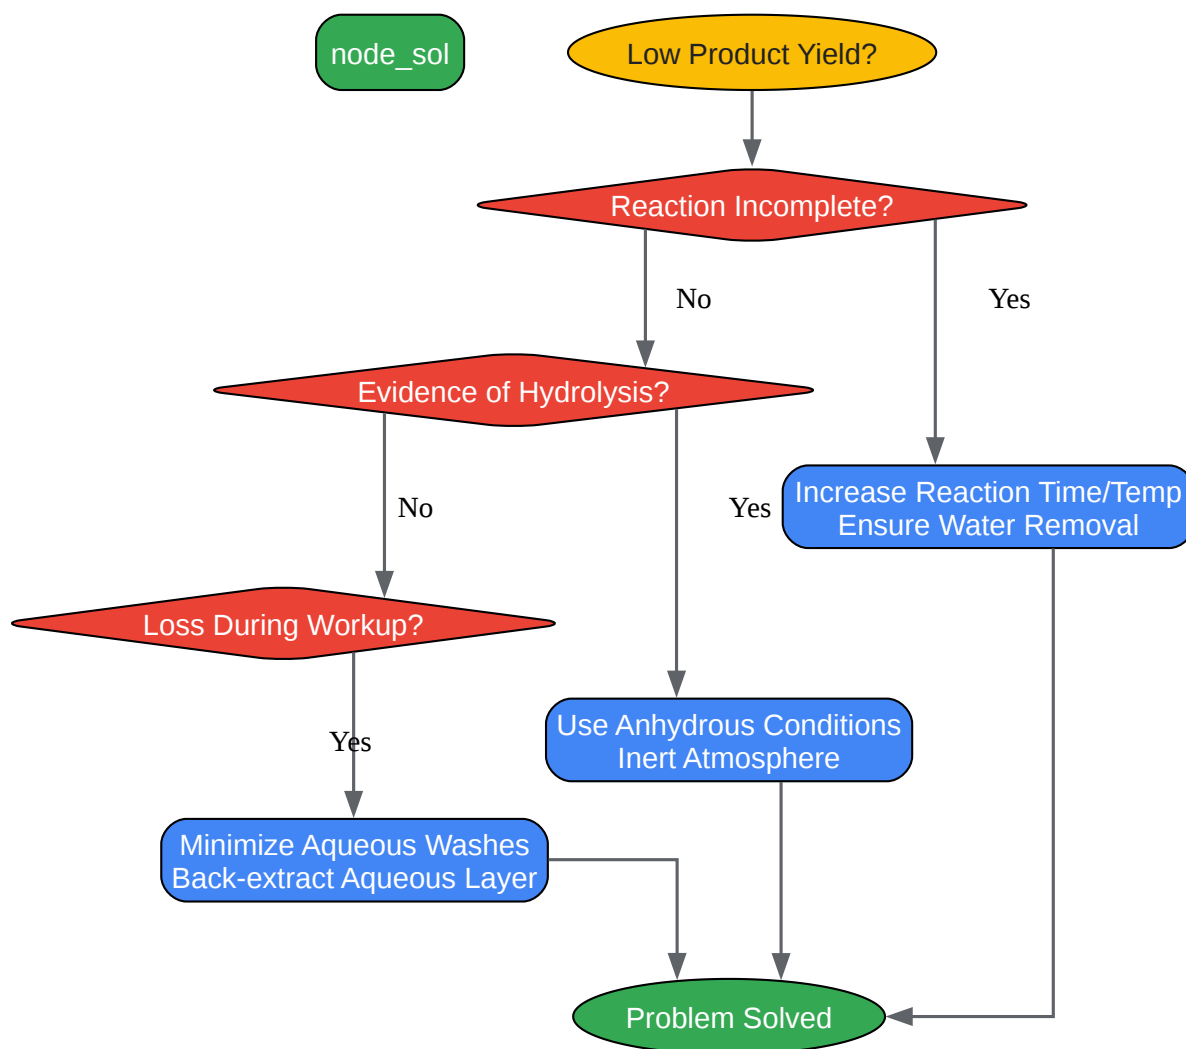 node_sol
Low Product Yield?
Reaction Incomplete?
No
Yes
Evidence of Hydrolysis?
Increase Reaction Time/Temp
Ensure Water Removal
No
Yes
Loss During Workup?
Use Anhydrous Conditions
Inert Atmosphere
Yes
Minimize Aqueous Washes
Back-extract Aqueous Layer
Problem Solved